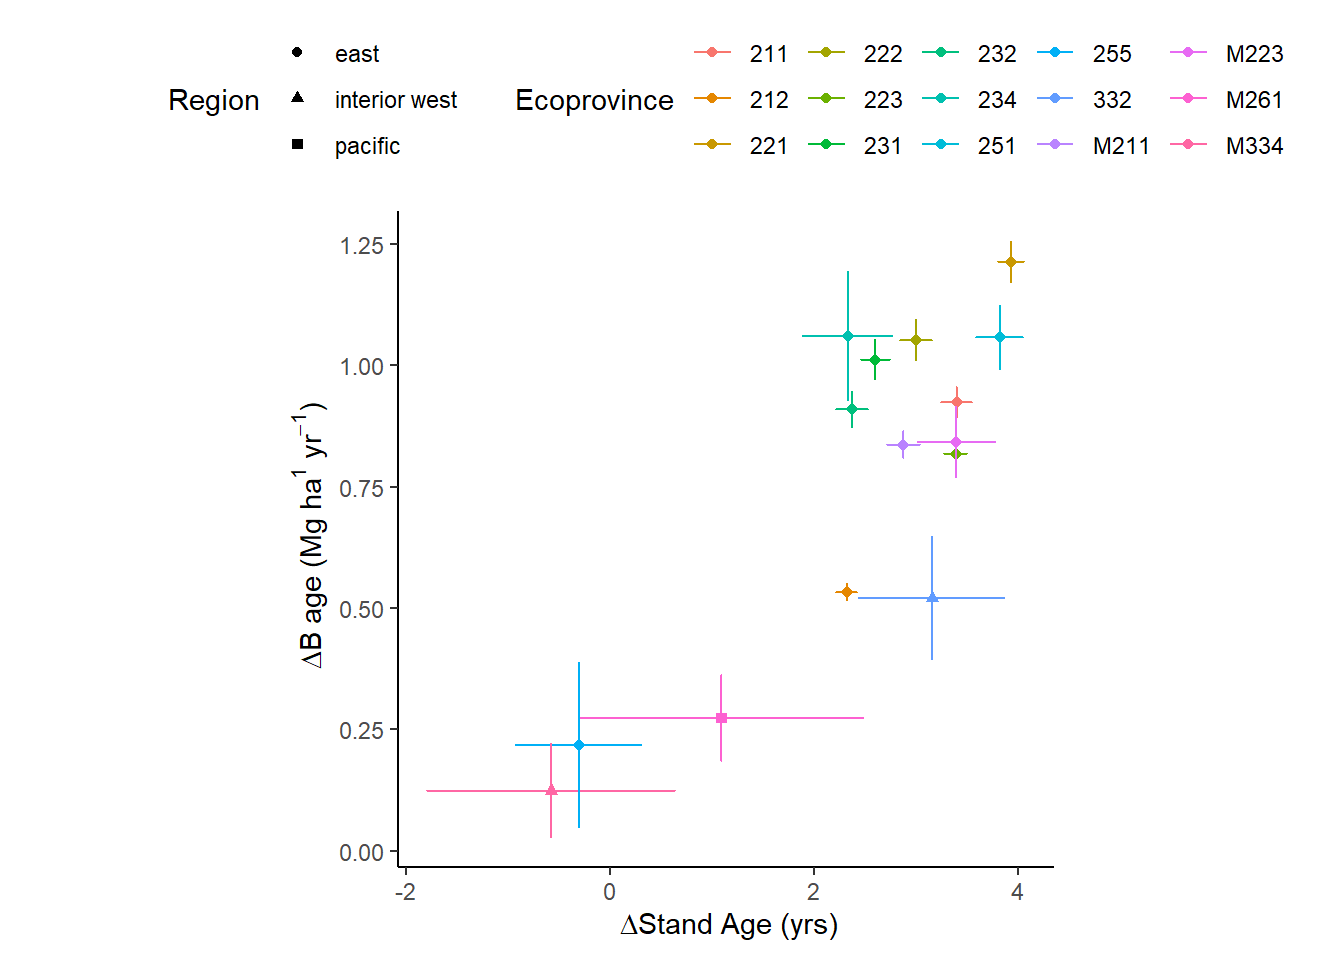 Region
east
interior west
pacific
Ecoprovince
211 222 232 255 M223
212 223 234 332 M261
221 231 251 M211 M334
ΔB age (Mg ha¹ yr⁻¹)
1.25
1.00
0.75
0.50
0.25
0.00
-2 0 2 4
ΔStand Age (yrs)